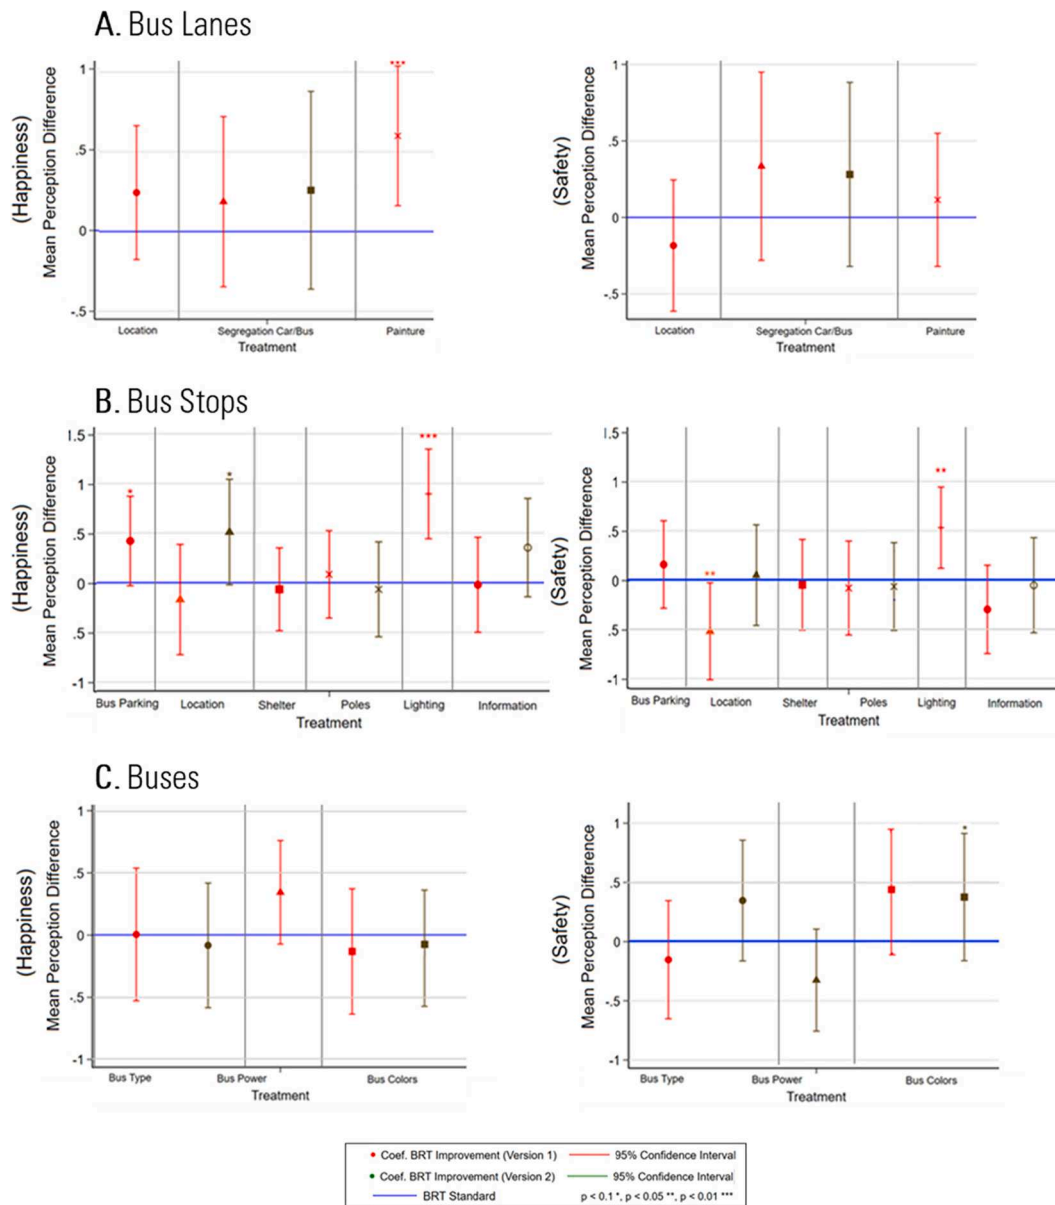 A. Bus Lanes
(Happiness)
Mean Perception Difference
1
.5
0
-.5
***
Location
Segregation Car/Bus
Painture
Treatment
(Safety)
Mean Perception Difference
1
.5
0
-.5
Location
Segregation Car/Bus
Painture
Treatment
B. Bus Stops
(Happiness)
Mean Perception Difference
1.5
1
.5
0
.5
-1
*
*
***
Bus Parking
Location
Shelter
Poles
Lighting
Information
Treatment
(Safety)
Mean Perception Difference
1.5
1
.5
0
.5
-1
**
**
Bus Parking
Location
Shelter
Poles
Lighting
Information
Treatment
C. Buses
(Happiness)
Mean Perception Difference
1
.5
0
-.5
-1
Bus Type
Bus Power
Bus Colors
Treatment
(Safety)
Mean Perception Difference
1
.5
0
-.5
-1
*
Bus Type
Bus Power
Bus Colors
Treatment
Coef. BRT Improvement (Version 1) 95% Confidence Interval
Coef. BRT Improvement (Version 2) 95% Confidence Interval
BRT Standard p < 0.1 *, p < 0.05 **, p < 0.01 ***